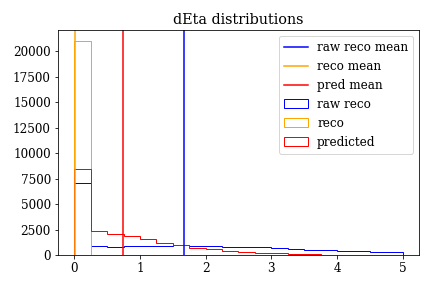 dEta distributions
20000
17500
15000
12500
10000
7500
5000
2500
0
0 1 2 3 4 5
raw reco mean
reco mean
pred mean
raw reco
reco
predicted